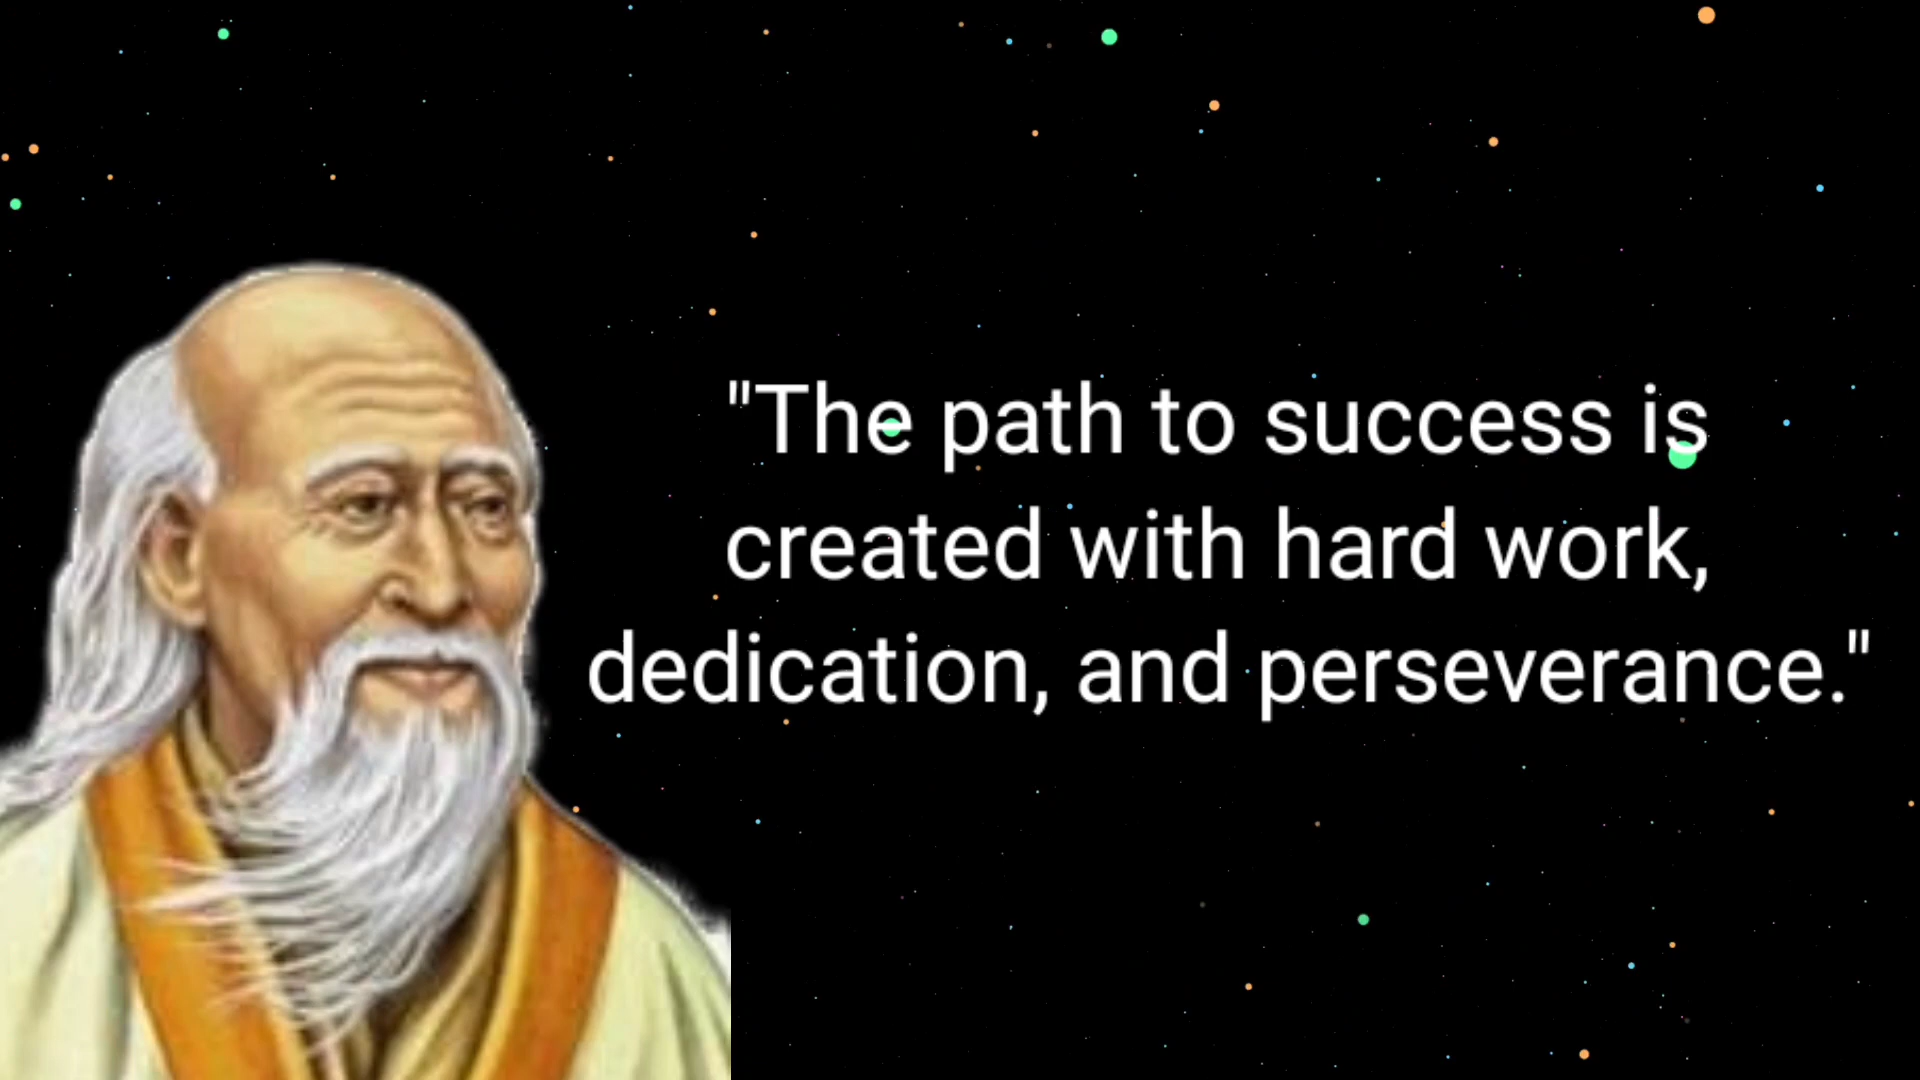 "The path to success is
created with hard work,
dedication, and perseverance."